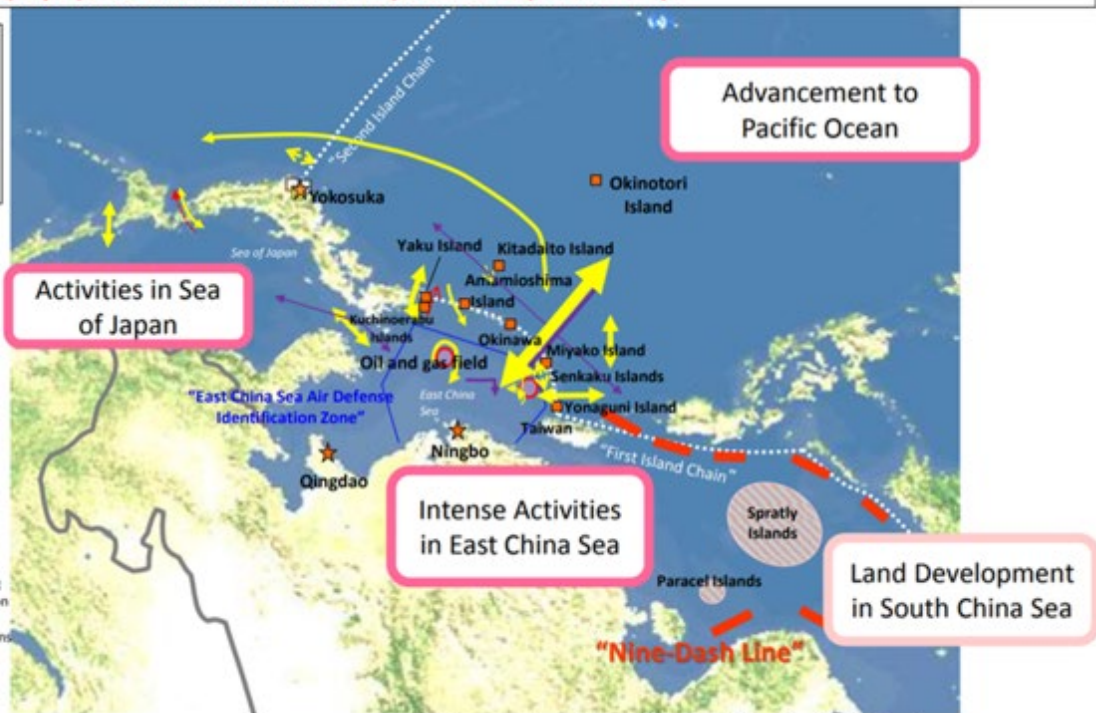 "Second Island Chain"
Advancement to
Pacific Ocean
Okinotori
Island
Yokosuka
Sea of Japan
Yaku Island
Kitadaito Island
Amamioshima
Island
Activities in Sea
of Japan
Kuchinoerabu
Islands
Okinawa
Miyako Island
Oil and gas field
Senkaku Islands
"East China Sea Air Defense
Identification Zone"
East China
Sea
Yonaguni Island
Taiwan
Ningbo
Qingdao
"First Island Chain"
Intense Activities
in East China Sea
Spratly
Islands
Paracel Islands
Land Development
in South China Sea
"Nine-Dash Line"